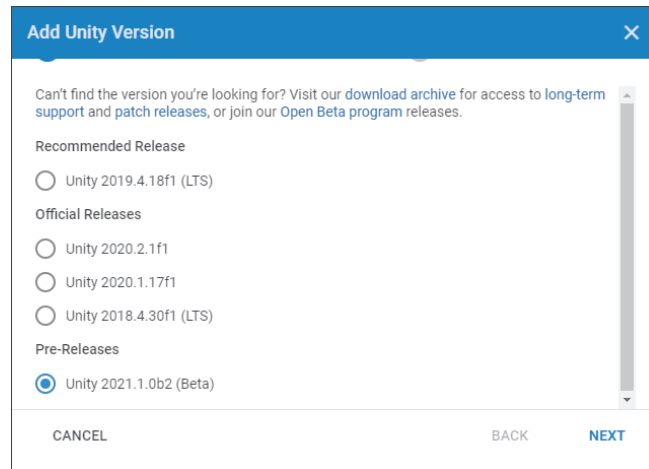 Add Unity Version
Can't find the version you're looking for? Visit our download archive for access to long-term
support and patch releases, or join our Open Beta program releases.
Recommended Release
Unity 2019.4.18f1 (LTS)
Official Releases
Unity 2020.2.1f1
Unity 2020.1.17f1
Unity 2018.4.30f1 (LTS)
Pre-Releases
Unity 2021.1.0b2 (Beta)
CANCEL BACK NEXT